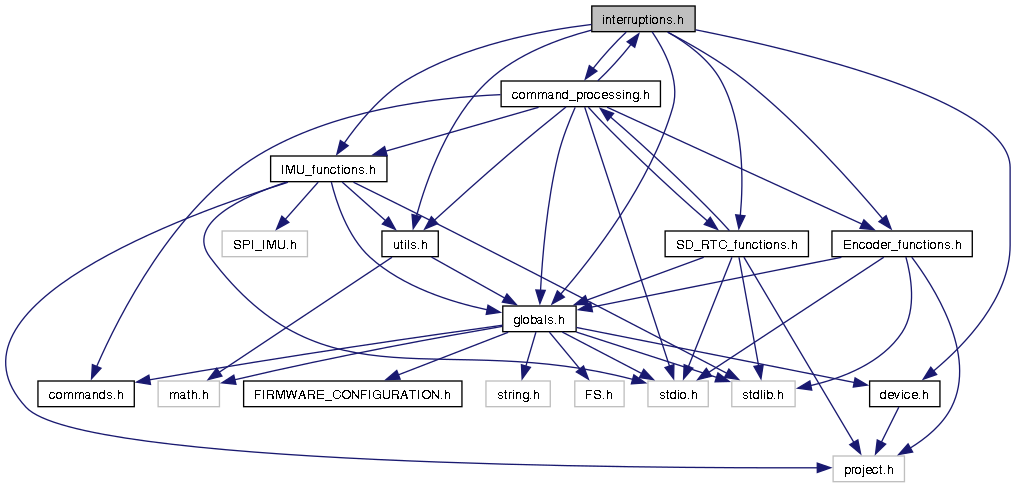 interruptions.h
command_processing.h
IMU_functions.h
SPI_IMU.h
utils.h
SD_RTC_functions.h
Encoder_functions.h
globals.h
commands.h
math.h
FIRMWARE_CONFIGURATION.h
string.h
FS.h
stdio.h
stdlib.h
device.h
project.h